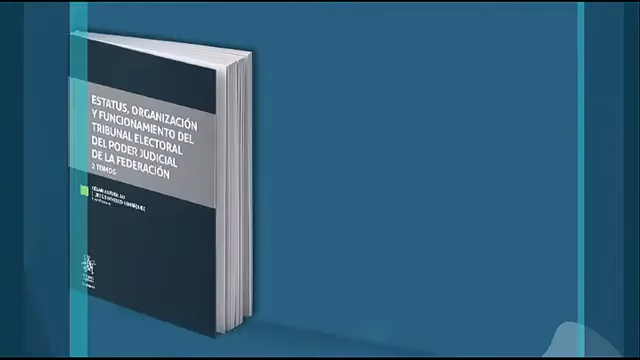 ESTATUS, ORGANIZACIÓN
Y FUNCIONAMIENTO DEL
TRIBUNAL ELECTORAL
DEL PODER JUDICIAL
DE LA FEDERACIÓN
2 TOMOS